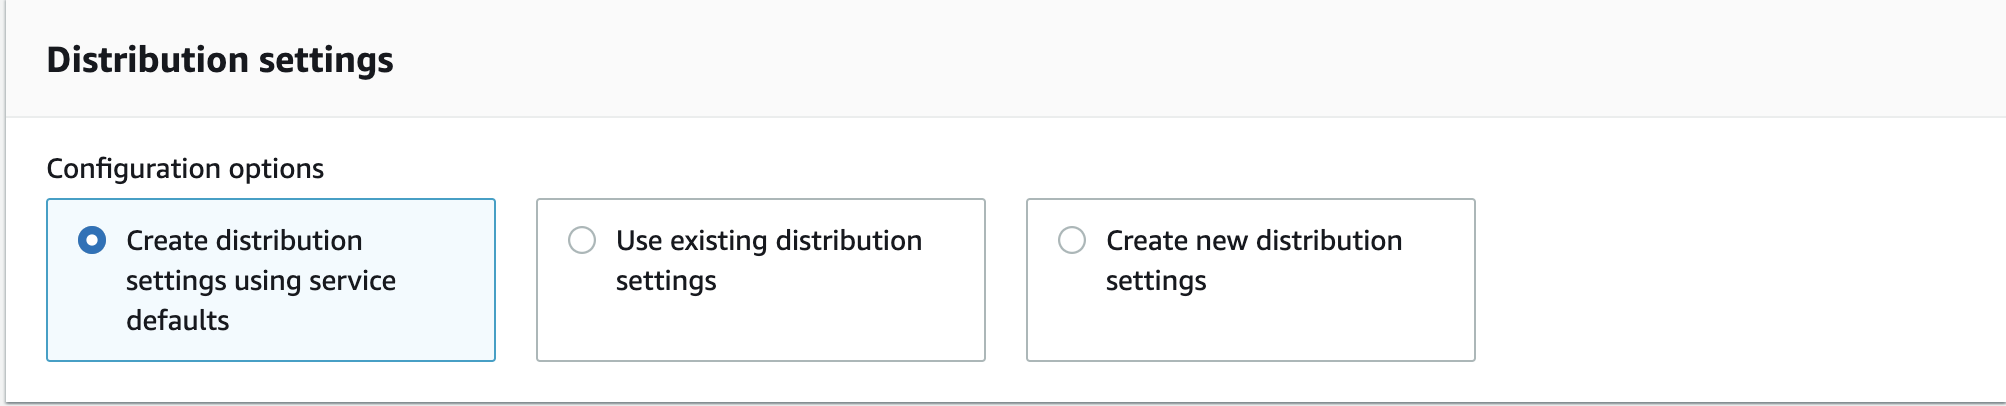 Distribution settings
Configuration options
Create distribution
settings using service
defaults
Use existing distribution
settings
Create new distribution
settings